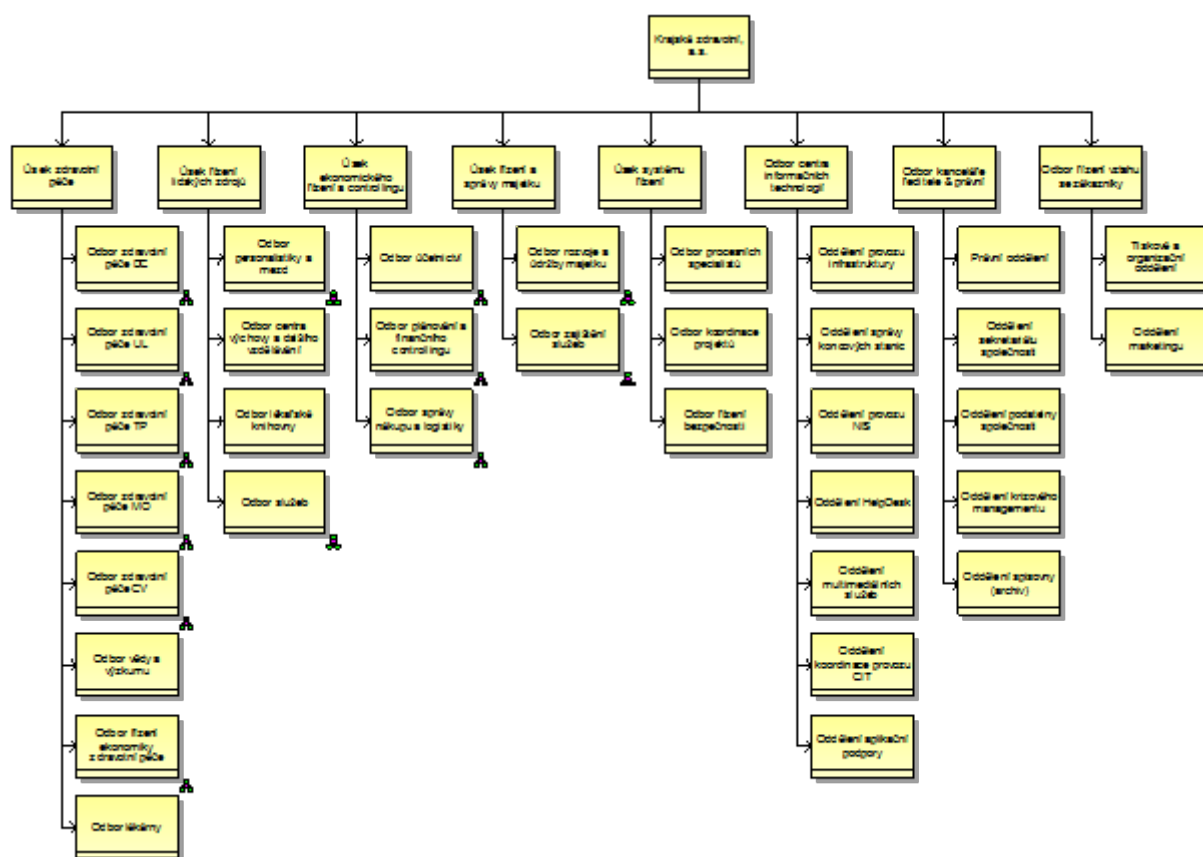 Krajská zdravotní,
a.s.
Úsek zdravotní
péče
Úsek řízení
lidských zdrojů
Úsek
ekonomického
řízení a controlingu
Úsek řízení a
správy majetku
Úsek systému
řízení
Odbor centra
informačních
technologií
Odbor kanceláře
ředitele & právní
Odbor řízení vztahu
se zákazníky
Odbor zdravotní
péče DC
Odbor zdravotní
péče UL
Odbor zdravotní
péče TP
Odbor zdravotní
péče MO
Odbor zdravotní
péče CV
Odbor vědy a
výzkumu
Odbor řízení
ekonomiky
zdravotní péče
Odbor lékárny
Odbor
personalistiky a
mezd
Odbor centra
výchovy a dalšího
vzdělávání
Odbor lékařské
knihovny
Odbor služeb
Odbor účetnictví
Odbor plánování a
finančního
controlingu
Odbor správy
nákupu a logistiky
Odbor rozvoje a
údržby majetku
Odbor zajištění
služeb
Odbor procesních
specialistů
Odbor koordinace
projektů
Odbor řízení
bezpečnosti
Oddělení provozu
infrastruktury
Oddělení správy
koncových stanic
Oddělení provozu
NIS
Oddělení HelpDesk
Oddělení
multimediálních
služeb
Oddělení
koordinace provozu
CIT
Oddělení aplikační
podpory
Právní oddělení
Oddělení
sekretariátu
společnosti
Oddělení podatelny
společnosti
Oddělení krizového
managementu
Oddělení spisovny
(archiv)
Tiskové a
organizační
oddělení
Oddělení
marketingu